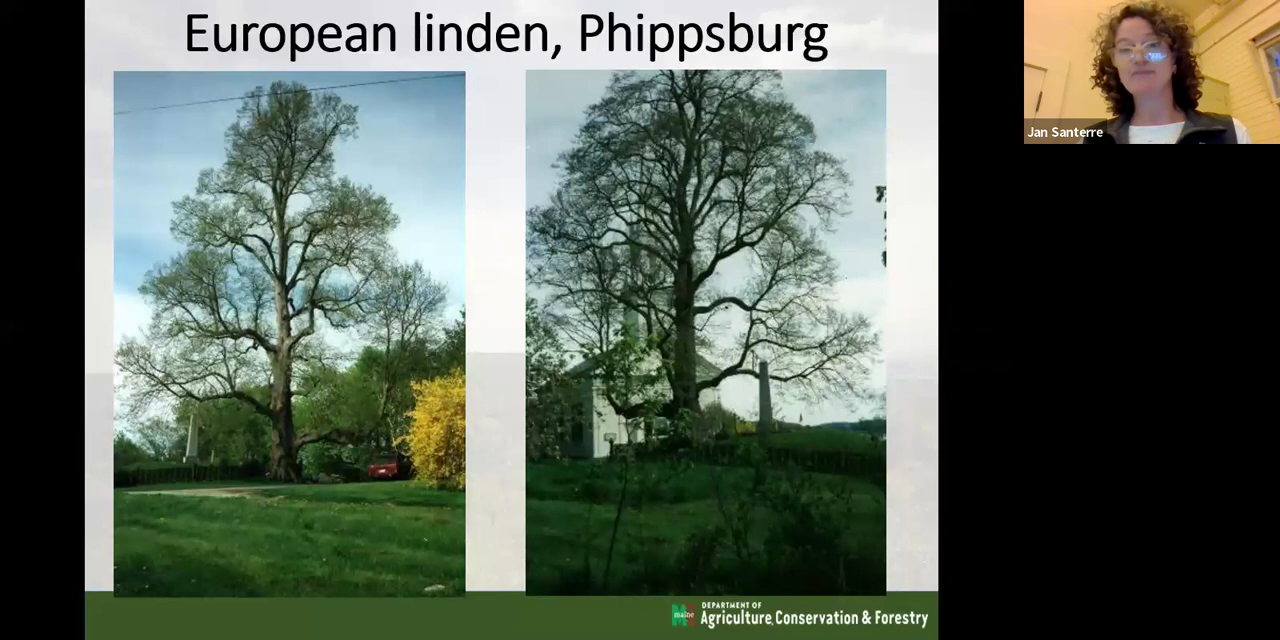 European linden, Phippsburg
Jan Santerre
maine
DEPARTMENT OF
Agriculture, Conservation & Forestry